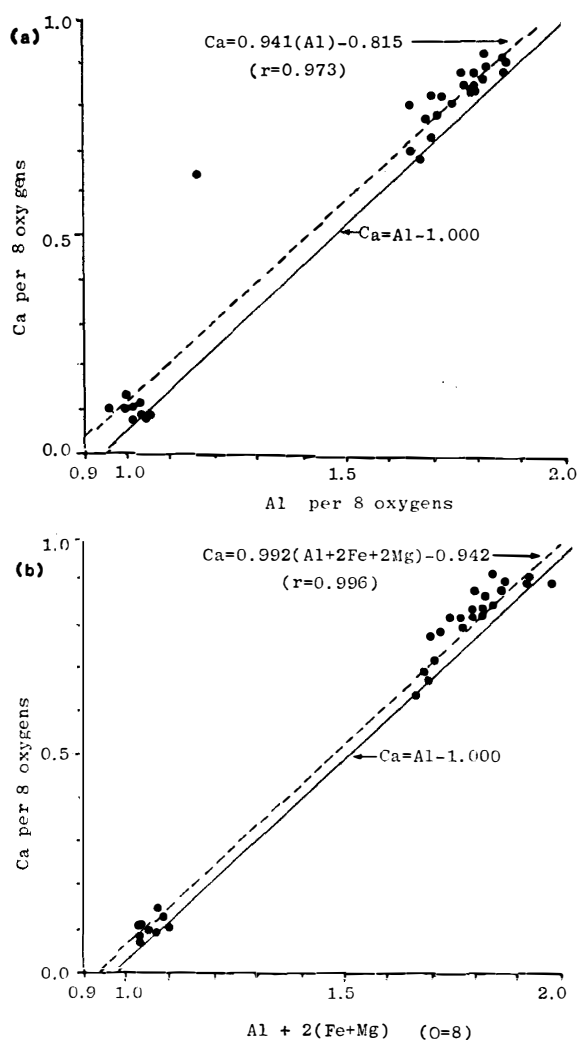 (a)
1.0
Ca=0.941(Al)-0.815
(r=0.973)
Ca per 8 oxygens
0.5
Ca=Al-1.000
0.0
0.9 1.0 1.5 2.0
Al per 8 oxygens
(b)
1.0
Ca=0.992(Al+2Fe+2Mg)-0.942
(r=0.996)
Ca per 8 oxygens
0.5
Ca=Al-1.000
0.0
0.9 1.0 1.5 2.0
Al + 2(Fe+Mg) (O=8)